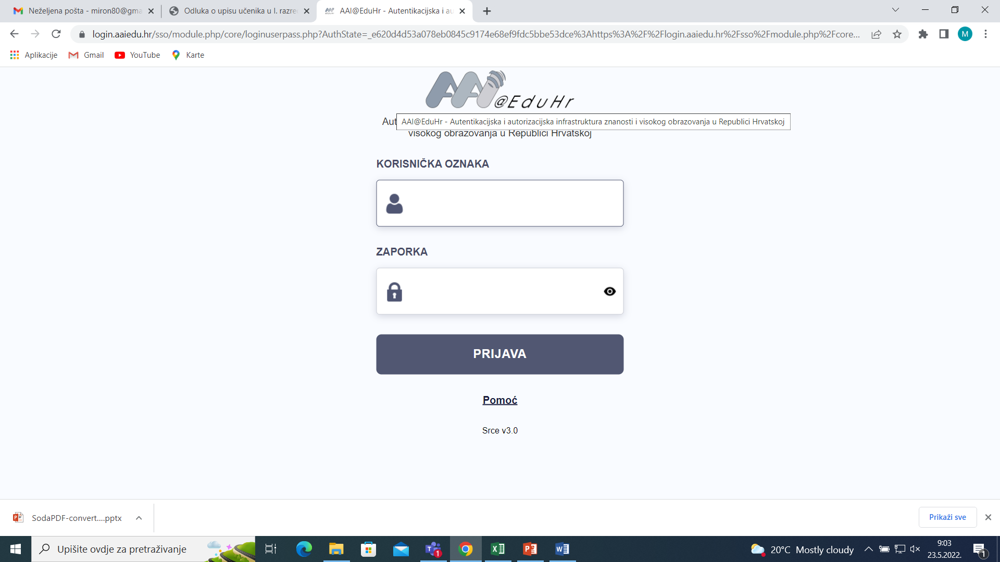 Neželjena pošta - miron80@gma
Odluka o upisu učenika u I. razre
AAI@EduHr - Autentikacijska i au
login.aaiedu.hr/sso/module.php/core/loginuserpass.php?AuthState=_e620d4d53a078eb0845c9174e68ef9fdc5bbe53dce%3Ahttps%3A%2F%2Flogin.aaiedu.hr%2Fsso%2Fmodule.php%2Fcore...
M
Aplikacije
Gmail
YouTube
Karte
AAI@EduHr
Aut
AAI@EduHr - Autentikacijska i autorizacijska infrastruktura znanosti i visokog obrazovanja u Republici Hrvatskoj
visokog obrazovanja u Republici Hrvatskoj
KORISNIČKA OZNAKA
ZAPORKA
PRIJAVA
Pomoć
Srce v3.0
SodaPDF-convert....pptx
Prikaži sve
Upišite ovdje za pretraživanje
1
20°C Mostly cloudy
9:03
23.5.2022.
1